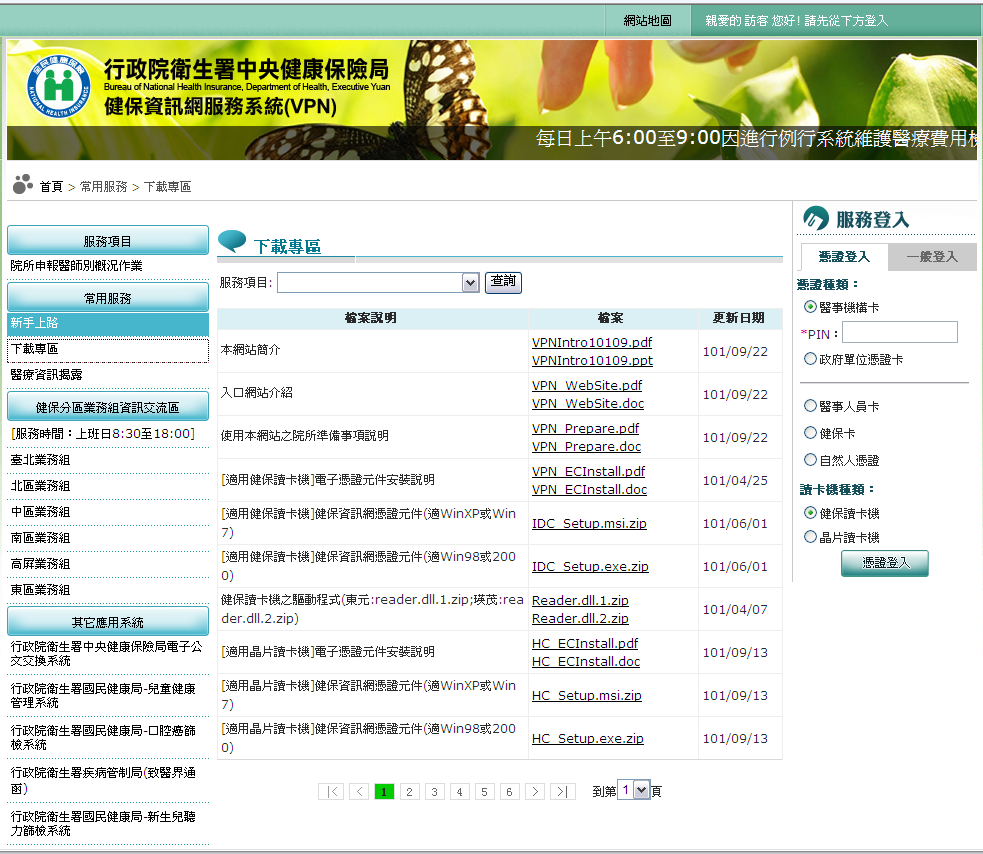 網站地圖
親愛的 訪客 您好! 請先從下方登入
全民健康保險
NATIONAL HEALTH INSURANCE
行政院衛生署中央健康保險局
Bureau of National Health Insurance, Department of Health, Executive Yuan
健保資訊網服務系統(VPN)
每日上午6:00至9:00因進行例行系統維護醫療費用
首頁 > 常用服務 > 下載專區
服務項目
院所申報醫師別概況作業
常用服務
新手上路
下載專區
醫療資訊揭露
健保分區業務組資訊交流區
[服務時間：上班日8:30至18:00]
臺北業務組
北區業務組
中區業務組
南區業務組
高屏業務組
東區業務組
其它應用系統
行政院衛生署中央健康保險局電子公
文交換系統
行政院衛生署國民健康局-兒童健康
管理系統
行政院衛生署國民健康局-口腔癌篩
檢系統
行政院衛生署疾病管制局(致醫界通
函)
行政院衛生署國民健康局-新生兒聽
力篩檢系統
下載專區
服務項目: 查詢
檔案說明 檔案 更新日期
本網站簡介 VPNIntro10109.pdf 101/09/22
VPNIntro10109.ppt
入口網站介紹 VPN_WebSite.pdf 101/09/22
VPN_WebSite.doc
使用本網站之院所準備事項說明 VPN_Prepare.pdf 101/09/22
VPN_Prepare.doc
[適用健保讀卡機]電子憑證元件安裝說明 VPN_ECInstall.pdf 101/04/25
VPN_ECInstall.doc
[適用健保讀卡機]健保資訊網憑證元件(適WinXP或Win
7) IDC_Setup.msi.zip 101/06/01
[適用健保讀卡機]健保資訊網憑證元件(適Win98或200
0) IDC_Setup.exe.zip 101/06/01
健保讀卡機之驅動程式(東元:reader.dll.1.zip;瑛茂:rea
der.dll.2.zip) Reader.dll.1.zip 101/04/07
Reader.dll.2.zip
[適用晶片讀卡機]電子憑證元件安裝說明 HC_ECInstall.pdf 101/09/13
HC_ECInstall.doc
[適用晶片讀卡機]健保資訊網憑證元件(適WinXP或Win
7) HC_Setup.msi.zip 101/09/13
[適用晶片讀卡機]健保資訊網憑證元件(適Win98或200
0) HC_Setup.exe.zip 101/09/13
|< < 1 2 3 4 5 6 > >| 到第 1 頁
服務登入
憑證登入 一般登入
憑證種類：
醫事機構卡
*PIN：
政府單位憑證卡
醫事人員卡
健保卡
自然人憑證
讀卡機種類：
健保讀卡機
晶片讀卡機
憑證登入